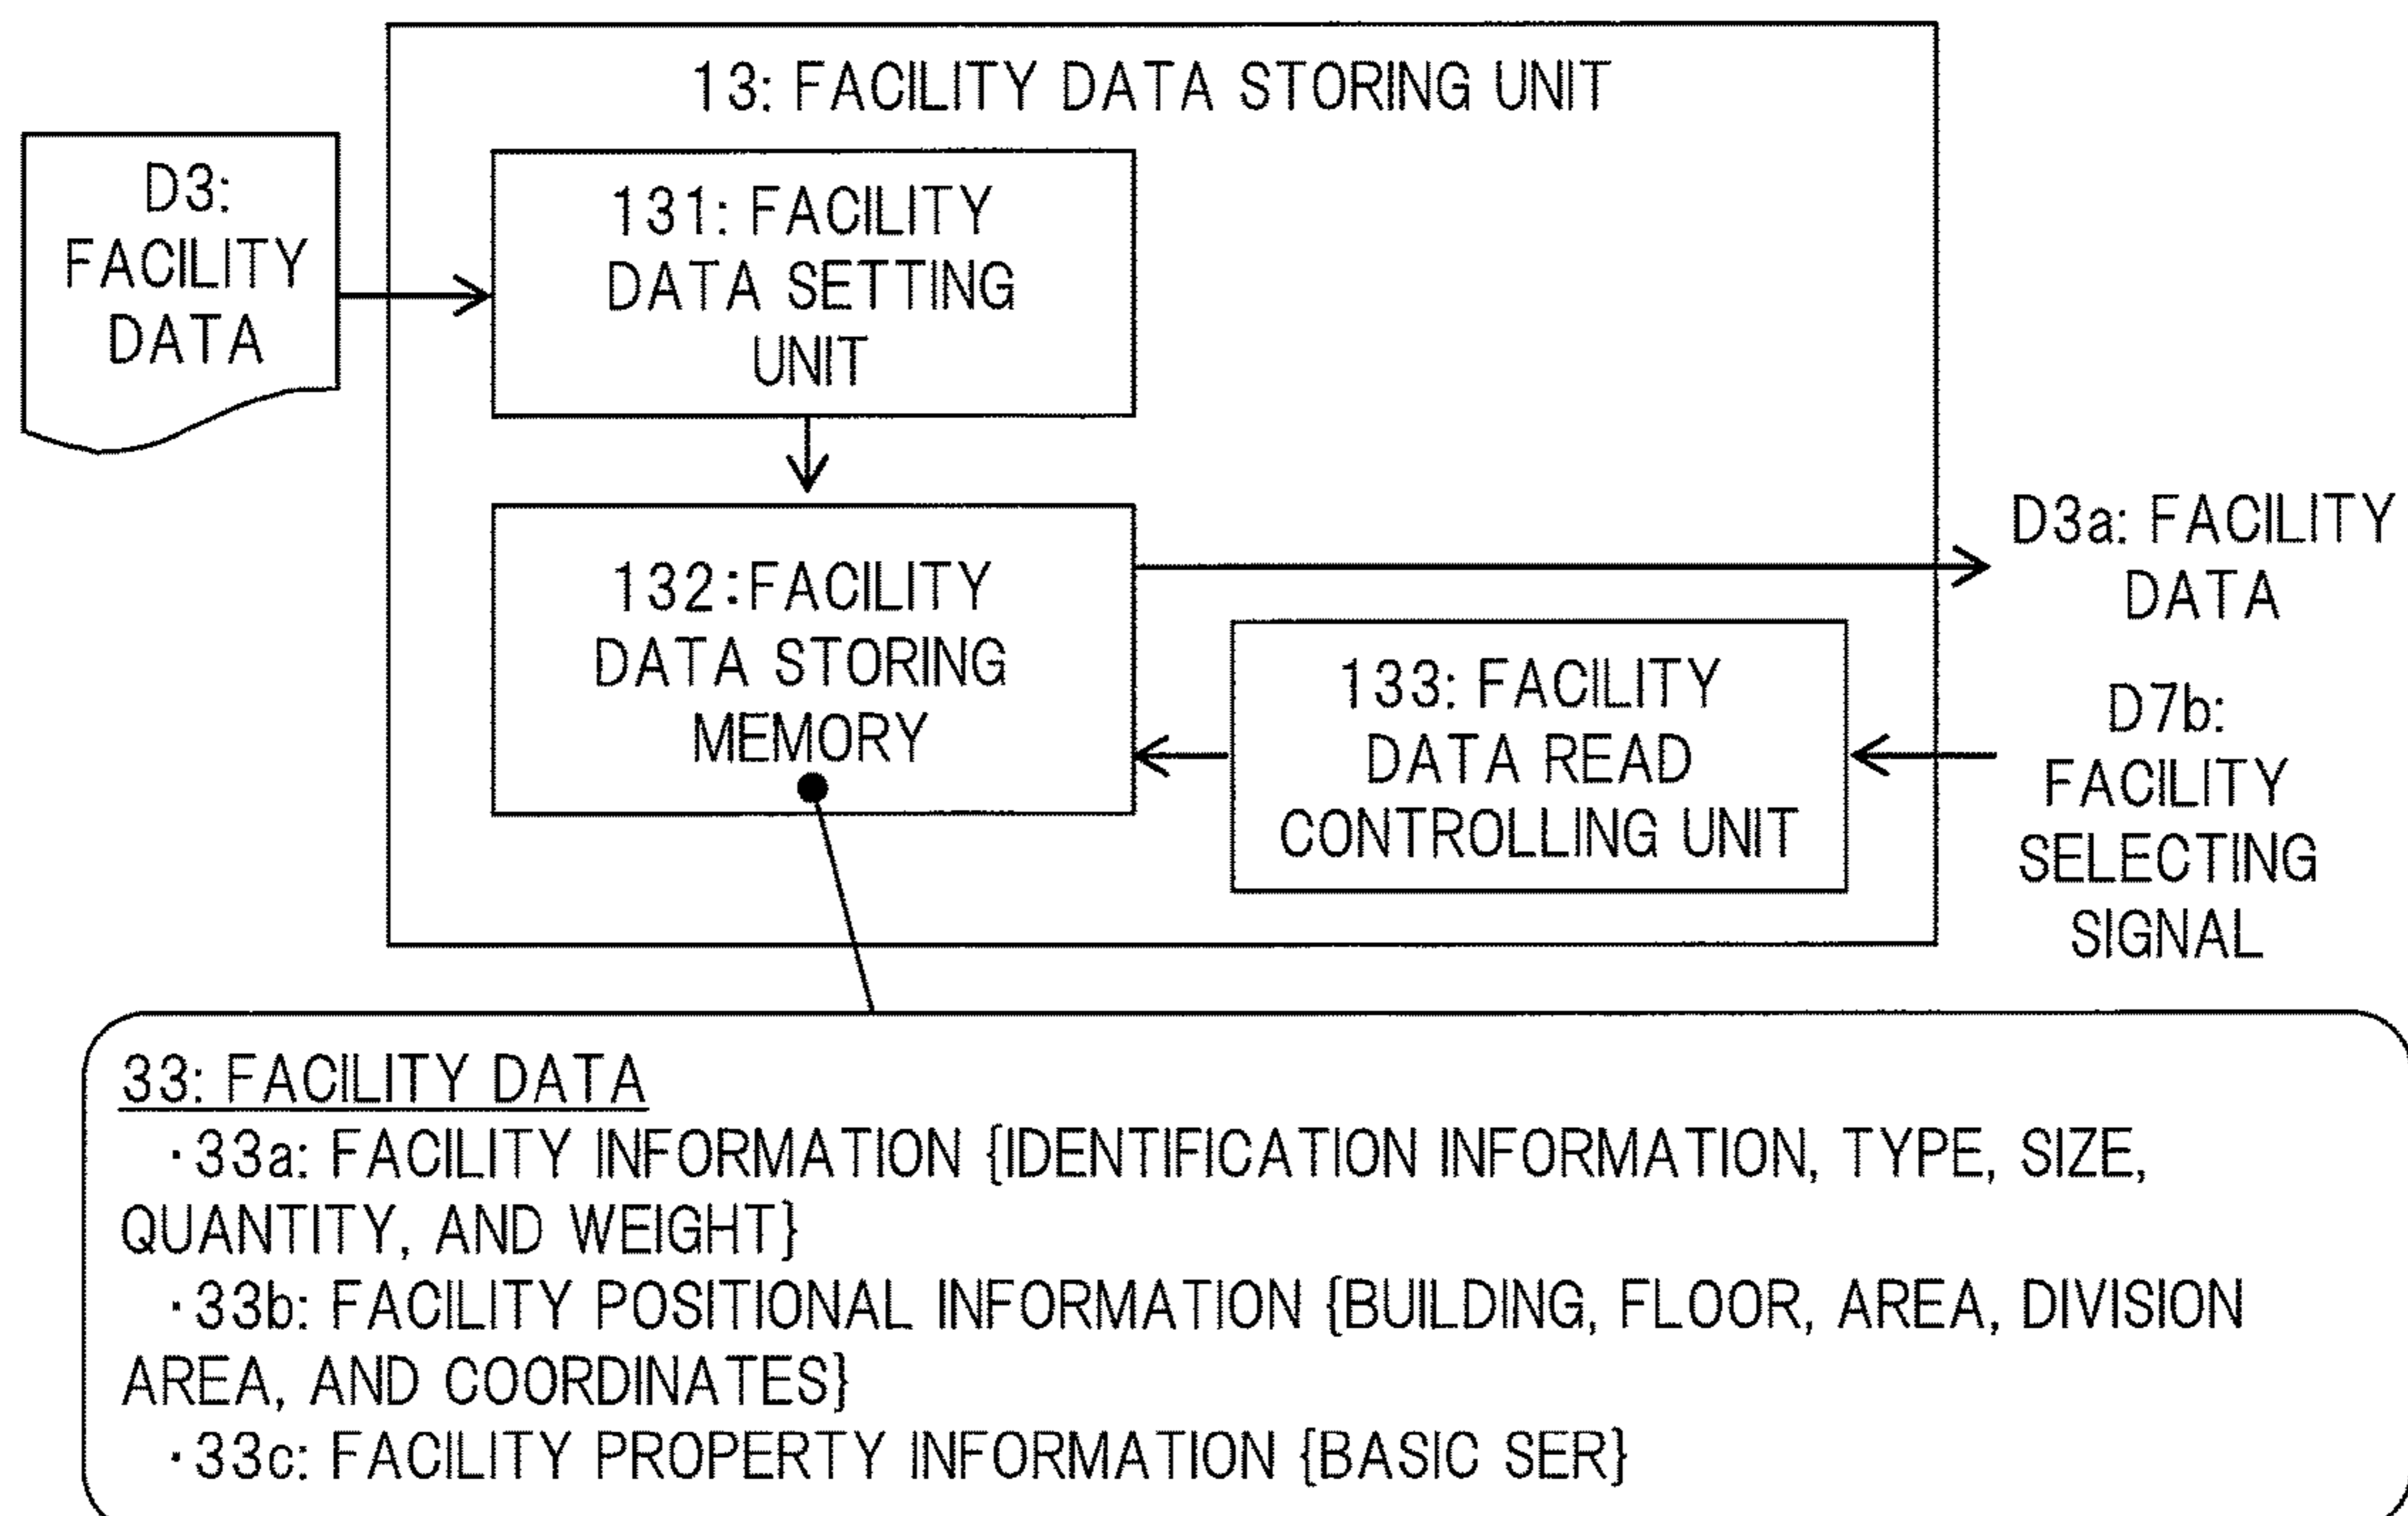 13: FACILITY DATA STORING UNIT
D3:
FACILITY
DATA
131: FACILITY
DATA SETTING
UNIT
132:FACILITY
DATA STORING
MEMORY
133: FACILITY
DATA READ
CONTROLLING UNIT
D3a: FACILITY
DATA
D7b:
FACILITY
SELECTING
SIGNAL
33: FACILITY DATA
·33a: FACILITY INFORMATION {IDENTIFICATION INFORMATION, TYPE, SIZE,
QUANTITY, AND WEIGHT}
·33b: FACILITY POSITIONAL INFORMATION {BUILDING, FLOOR, AREA, DIVISION
AREA, AND COORDINATES}
·33c: FACILITY PROPERTY INFORMATION {BASIC SER}